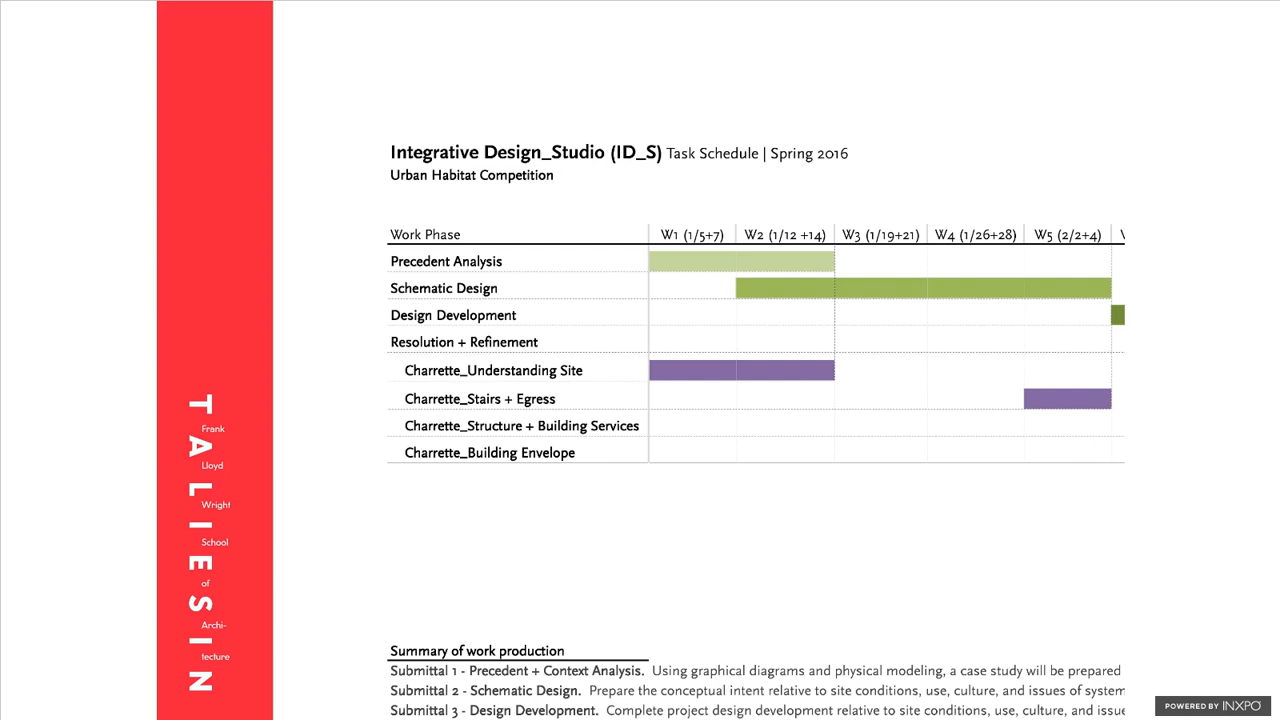 Integrative Design_Studio (ID_S) Task Schedule | Spring 2016
Urban Habitat Competition
Work Phase W1 (1/5+7) W2 (1/12 +14) W3 (1/19+21) W4 (1/26+28) W5 (2/2+4)
Precedent Analysis
Schematic Design
Design Development
Resolution + Refinement
Charrette_Understanding Site
Charrette_Stairs + Egress
Charrette_Structure + Building Services
Charrette_Building Envelope
TALIESIN
Frank
Lloyd
Wright
School
of
Archi-
tecture
Summary of work production
Submittal 1 - Precedent + Context Analysis. Using graphical diagrams and physical modeling, a case study will be prepared
Submittal 2 - Schematic Design. Prepare the conceptual intent relative to site conditions, use, culture, and issues of system
Submittal 3 - Design Development. Complete project design development relative to site conditions, use, culture, and issue
POWERED BY INXPO